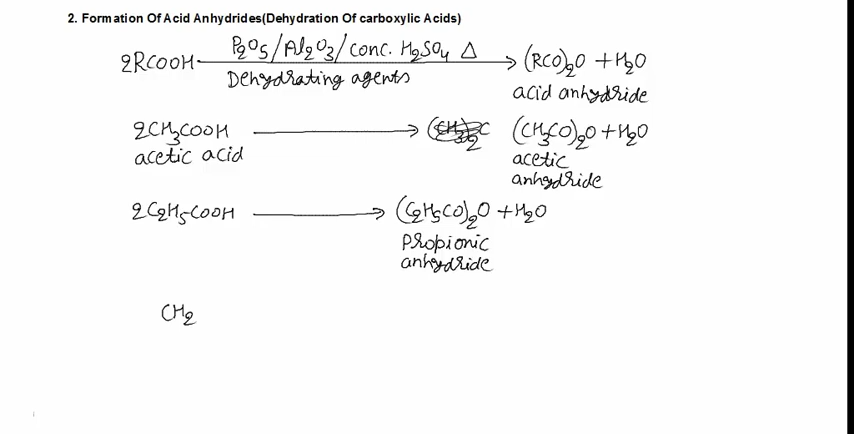 2. Formation Of Acid Anhydrides(Dehydration Of carboxylic Acids)
2RCOOH P2O5/Al2O3/conc. H2SO4 Δ → (RCO)2O + H2O
Dehydrating agents
acid anhydride
2CH3COOH → (CH3CO)2O + H2O
acetic acid acetic
anhydride
2C2H5COOH → (C2H5CO)2O + H2O
Propionic
anhydride
CH2